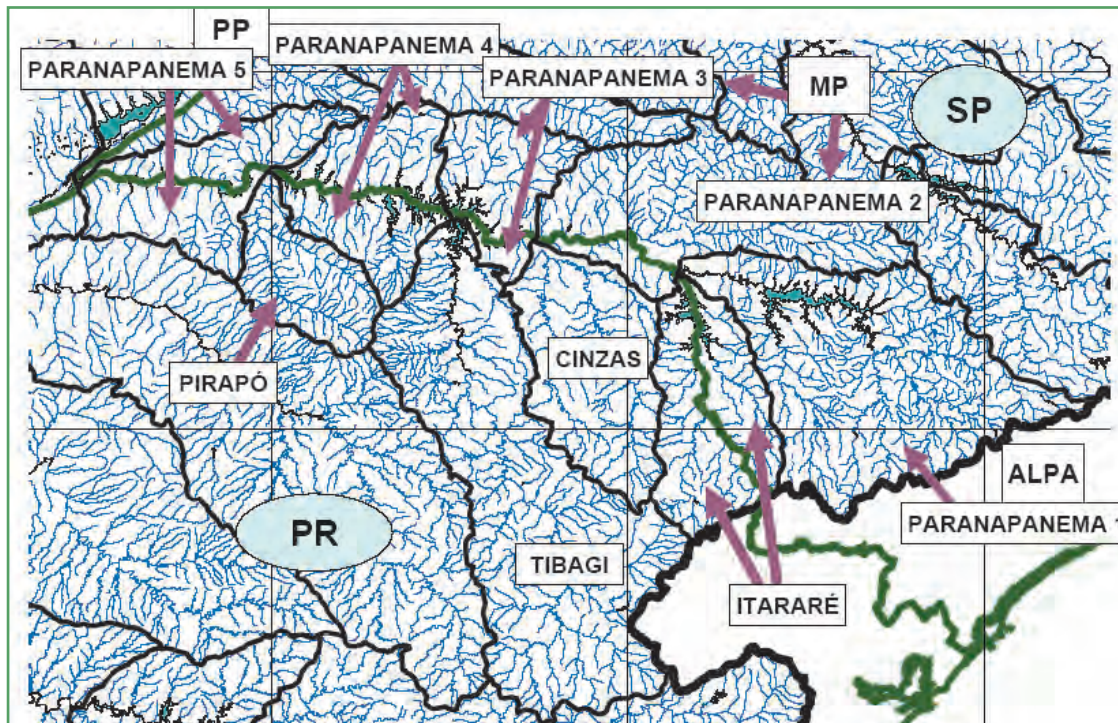 PP
PARANAPANEMA 4
PARANAPANEMA 5
PARANAPANEMA 3
MP
SP
PARANAPANEMA 2
CINZAS
PIRAPÓ
ALPA
PARANAPANEMA
PR
TIBAGI
ITARARÉ